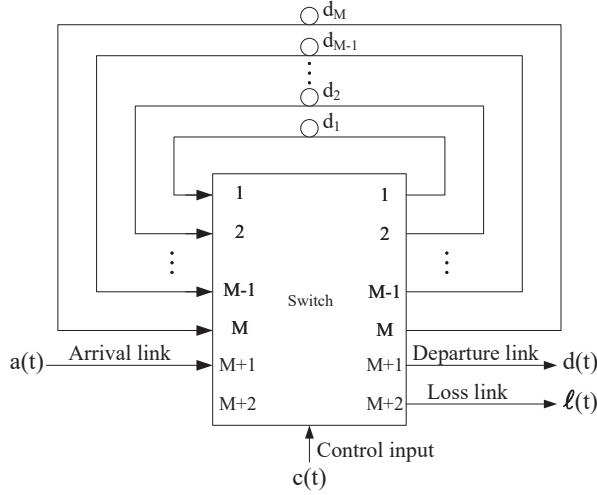 d_M
d_{M-1}
⋮
d_2
d_1
1 1
2 2
⋮ ⋮
M-1 Switch M-1
M M
a(t) Arrival link M+1 M+1 Departure link d(t)
M+2 M+2 Loss link ℓ(t)
Control input
c(t)